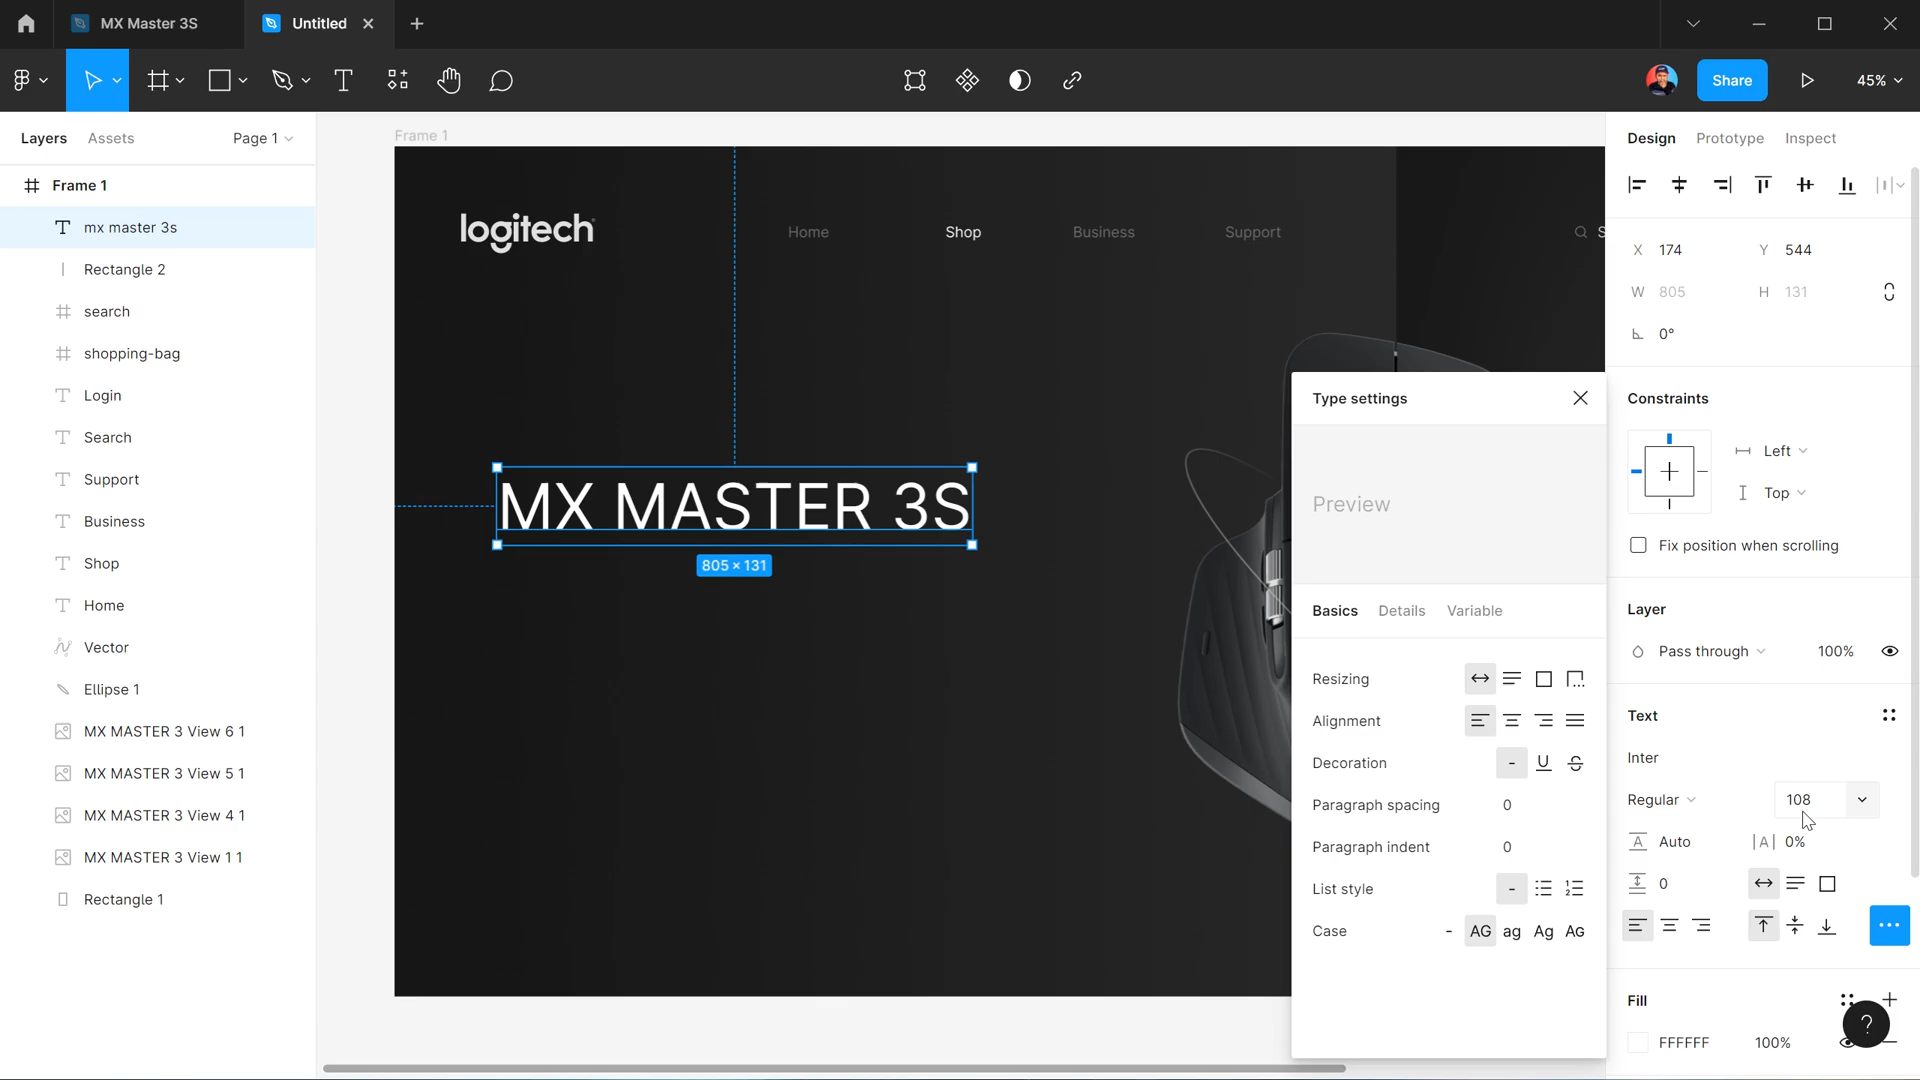 MX Master 3S
Untitled
Share
45%
Layers
Assets
Page 1
Frame 1
mx master 3s
Rectangle 2
search
shopping-bag
Login
Search
Support
Business
Shop
Home
Vector
Ellipse 1
MX MASTER 3 View 6 1
MX MASTER 3 View 5 1
MX MASTER 3 View 4 1
MX MASTER 3 View 1 1
Rectangle 1
Frame 1
logitech
Home
Shop
Business
Support
S
MX MASTER 3S
805 × 131
Type settings
Preview
Basics
Details
Variable
Resizing
Alignment
Decoration
-
U
S
Paragraph spacing
0
Paragraph indent
0
List style
-
Case
-
AG
ag
Ag
AG
Design
Prototype
Inspect
X 174
Y 544
W 805
H 131
0°
Constraints
Left
Top
Fix position when scrolling
Layer
Pass through
100%
Text
Inter
Regular
108
A Auto
|A| 0%
0
Fill
FFFFFF
100%
?